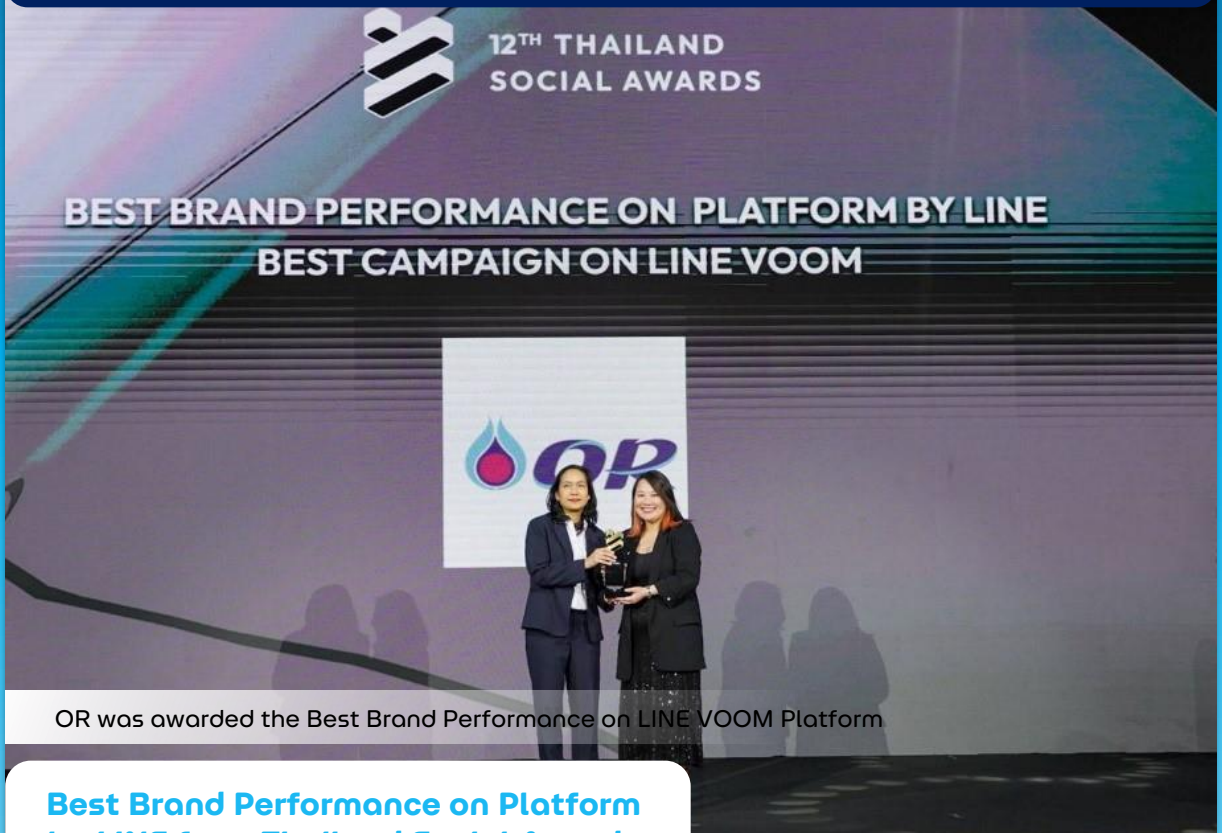 12TH THAILAND
SOCIAL AWARDS
BEST BRAND PERFORMANCE ON PLATFORM BY LINE
BEST CAMPAIGN ON LINE VOOM
OR
OR was awarded the Best Brand Performance on LINE VOOM Platform
Best Brand Performance on Platform